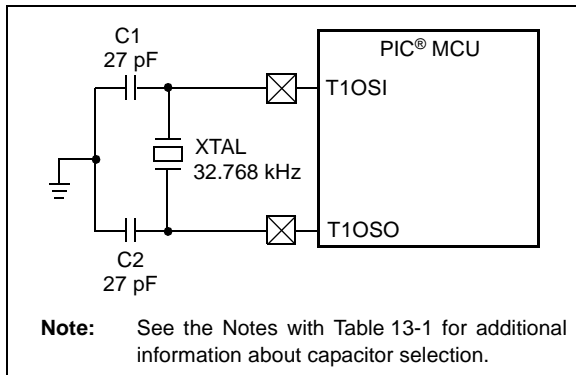 C1
27 pF
PIC® MCU
T1OSI
XTAL
32.768 kHz
T1OSO
C2
27 pF
Note: See the Notes with Table 13-1 for additional
information about capacitor selection.